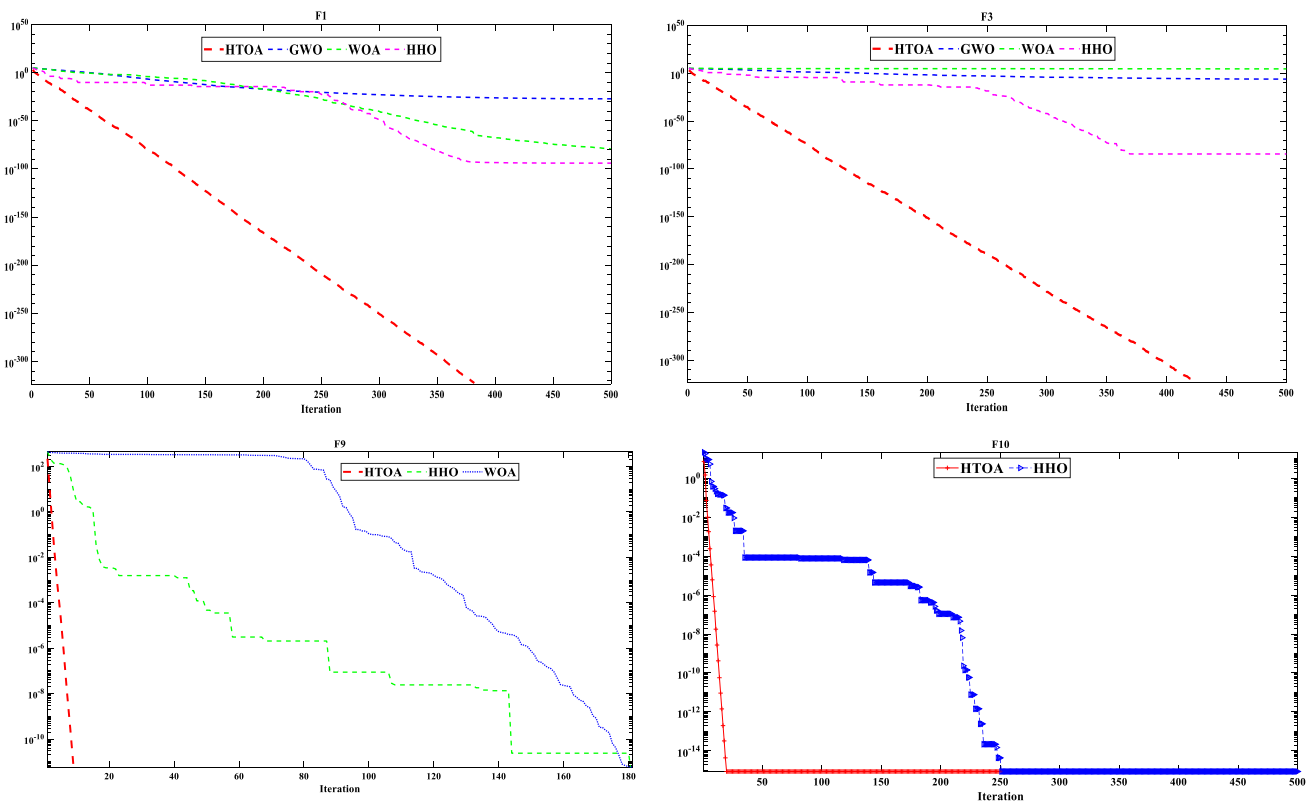 F1
HTOA GWO WOA HHO
10^50
10^0
10^-50
10^-100
10^-150
10^-200
10^-250
10^-300
0 50 100 150 200 250 300 350 400 450 500
Iteration
F3
HTOA GWO WOA HHO
10^50
10^0
10^-50
10^-100
10^-150
10^-200
10^-250
10^-300
0 50 100 150 200 250 300 350 400 450 500
Iteration
F9
HTOA HHO WOA
10^2
10^0
10^-2
10^-4
10^-6
10^-8
10^-10
20 40 60 80 100 120 140 160 180
Iteration
F10
HTOA HHO
10^0
10^-2
10^-4
10^-6
10^-8
10^-10
10^-12
10^-14
50 100 150 200 250 300 350 400 450 500
Iteration